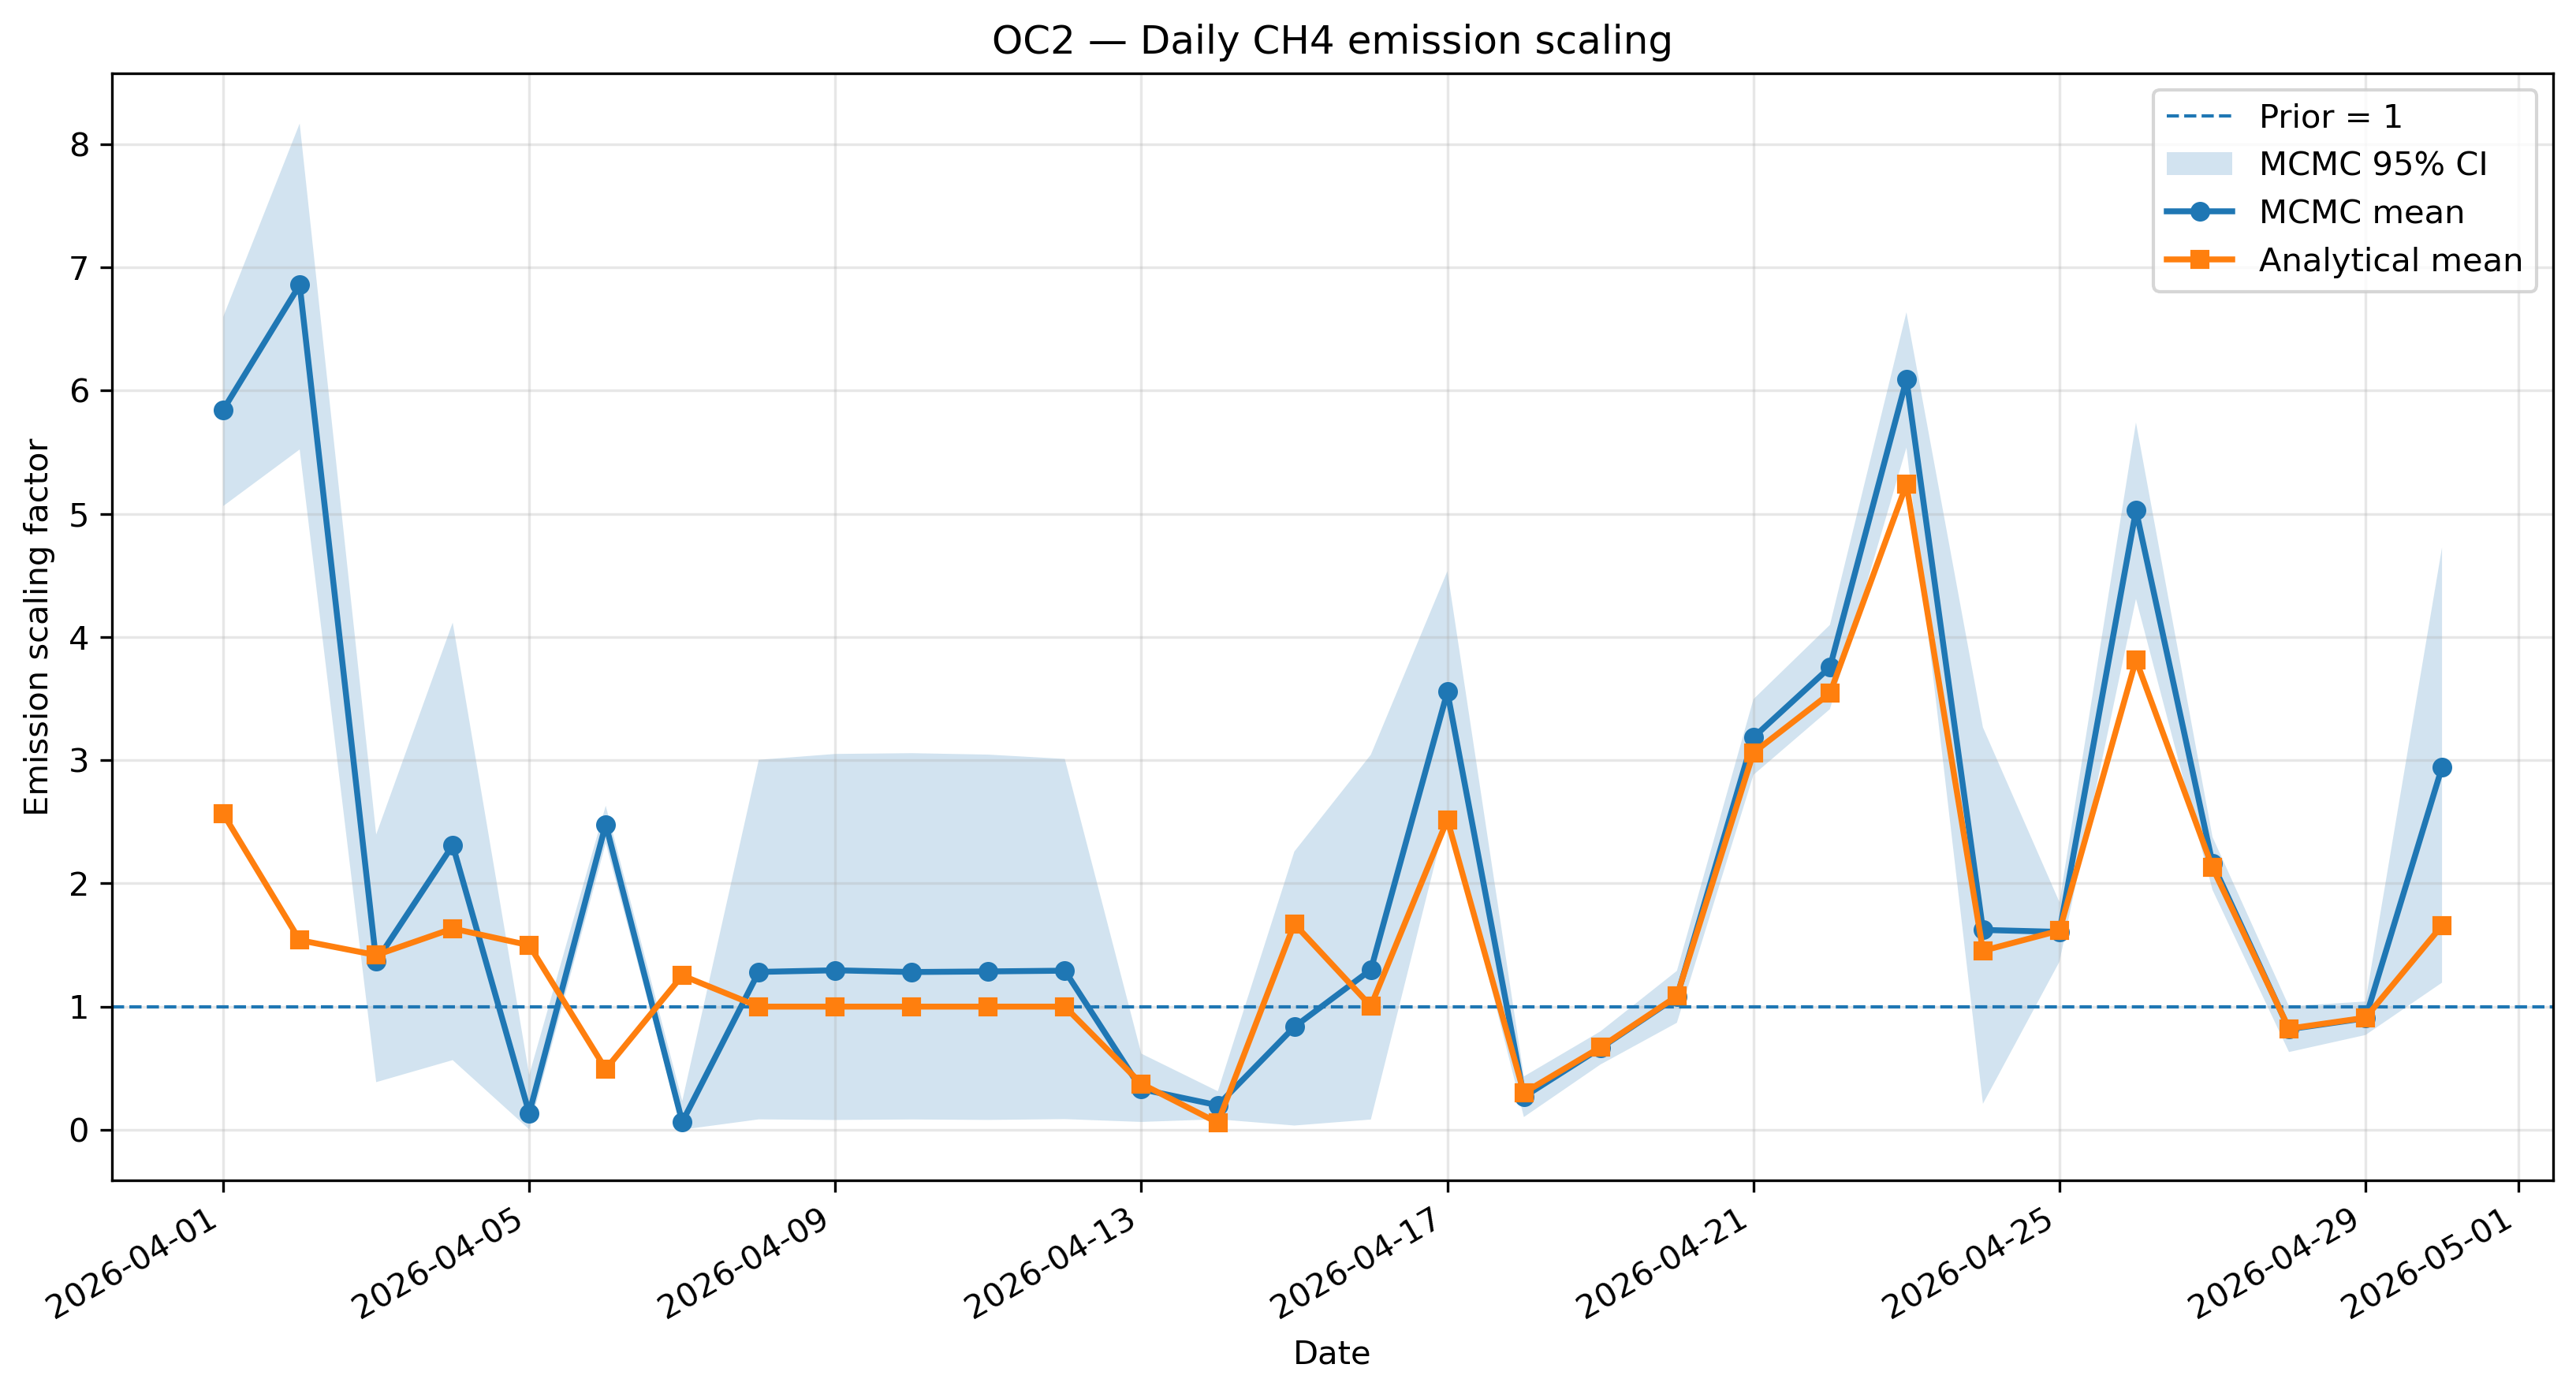 OC2 — Daily CH4 emission scaling
Prior = 1
MCMC 95% CI
MCMC mean
Analytical mean
Emission scaling factor
8
7
6
5
4
3
2
1
0
2026-04-01
2026-04-05
2026-04-09
2026-04-13
2026-04-17
2026-04-21
2026-04-25
2026-04-29
2026-05-01
Date